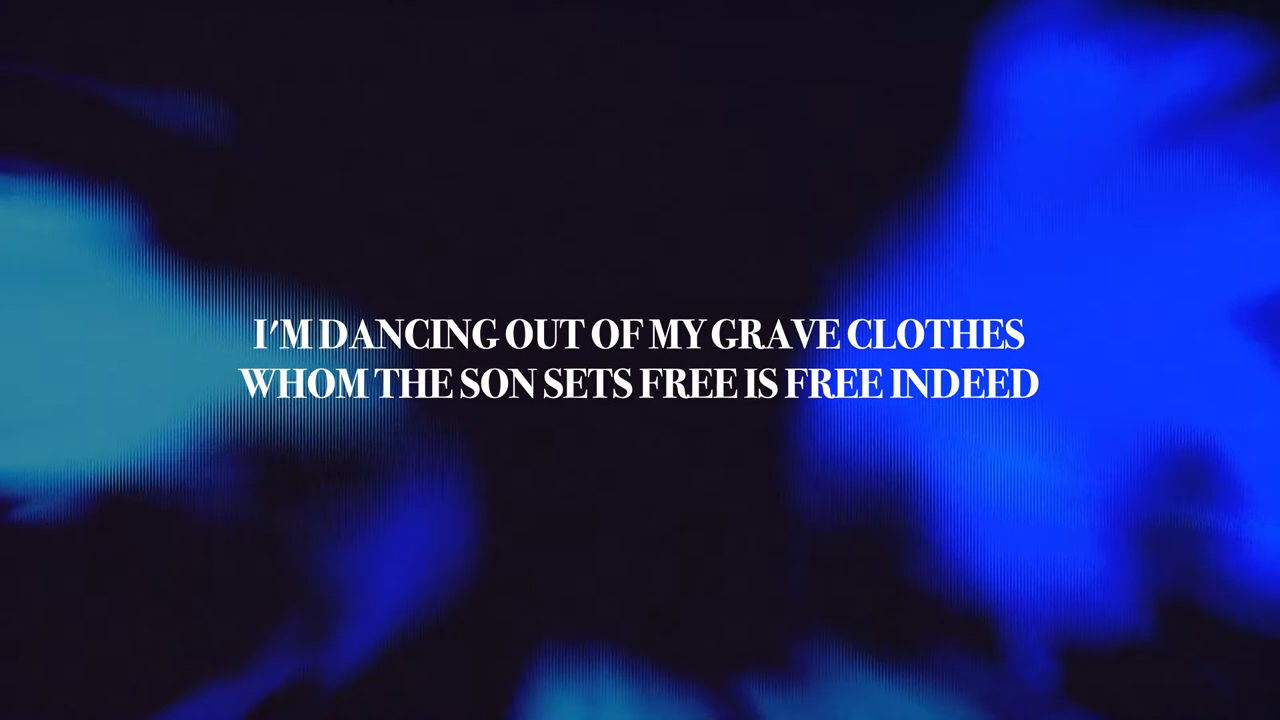 I'M DANCING OUT OF MY GRAVE CLOTHES
WHOM THE SON SETS FREE IS FREE INDEED